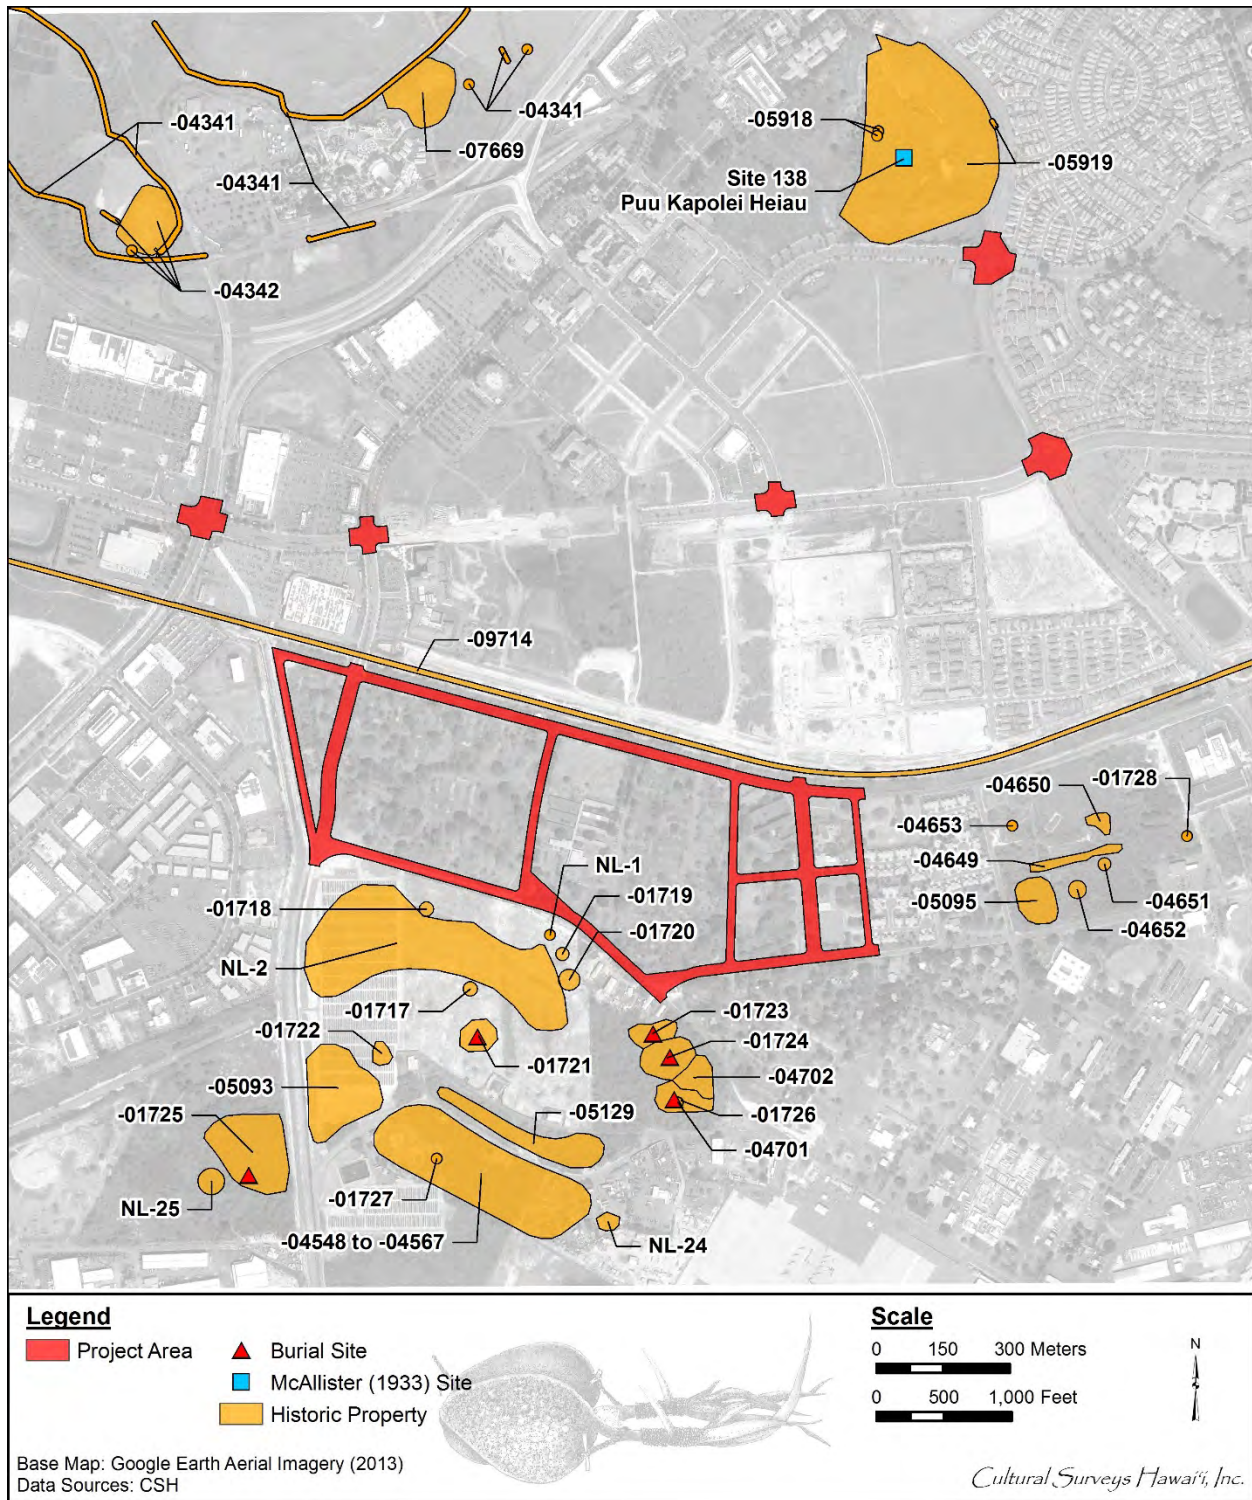 -04341
-07669
-04341
-04341
-04342
-05918
-05919
Site 138
Puu Kapolei Heiau
-09714
-04650
-01728
-04653
-04649
-05095
-04651
-04652
NL-1
-01719
-01718
-01720
NL-2
-01717
-01722
-01721
-01723
-01724
-04702
-05093
-01726
-01725
-05129
-04701
-01727
NL-25
-04548 to -04567
NL-24
Legend
Project Area
Burial Site
McAllister (1933) Site
Historic Property
Scale
0 150 300 Meters
0 500 1,000 Feet
N
Base Map: Google Earth Aerial Imagery (2013)
Data Sources: CSH
Cultural Surveys Hawaiʻi, Inc.